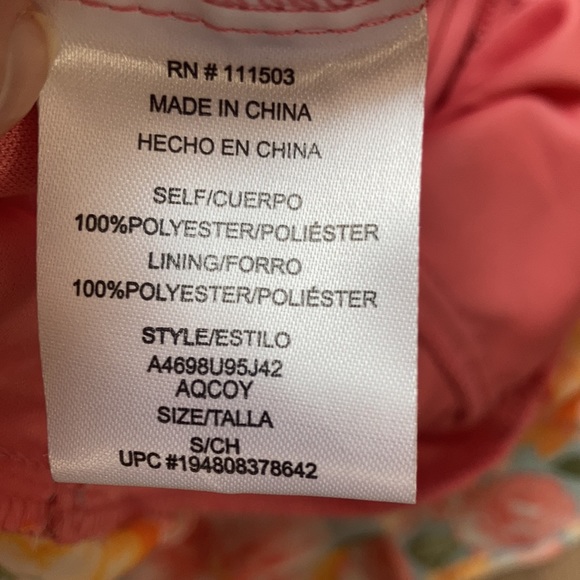 RN # 111503
MADE IN CHINA
HECHO EN CHINA
SELF/CUERPO
100%POLYESTER/POLIÉSTER
LINING/FORRO
100%POLYESTER/POLIÉSTER
STYLE/ESTILO
A4698U95J42
AQCOY
SIZE/TALLA
S/CH
UPC #194808378642